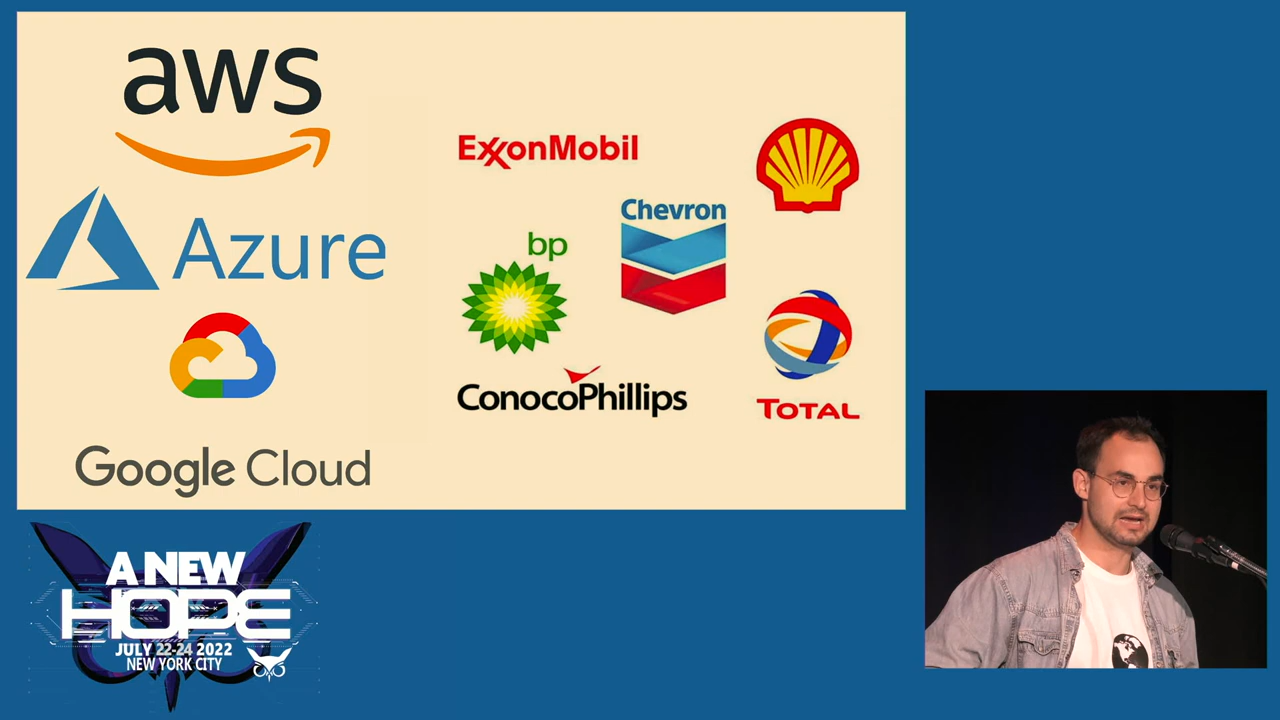 aws
Azure
Google Cloud
ExxonMobil
Chevron
bp
ConocoPhillips
TOTAL
A NEW
HOPE
JULY 22-24 2022
NEW YORK CITY